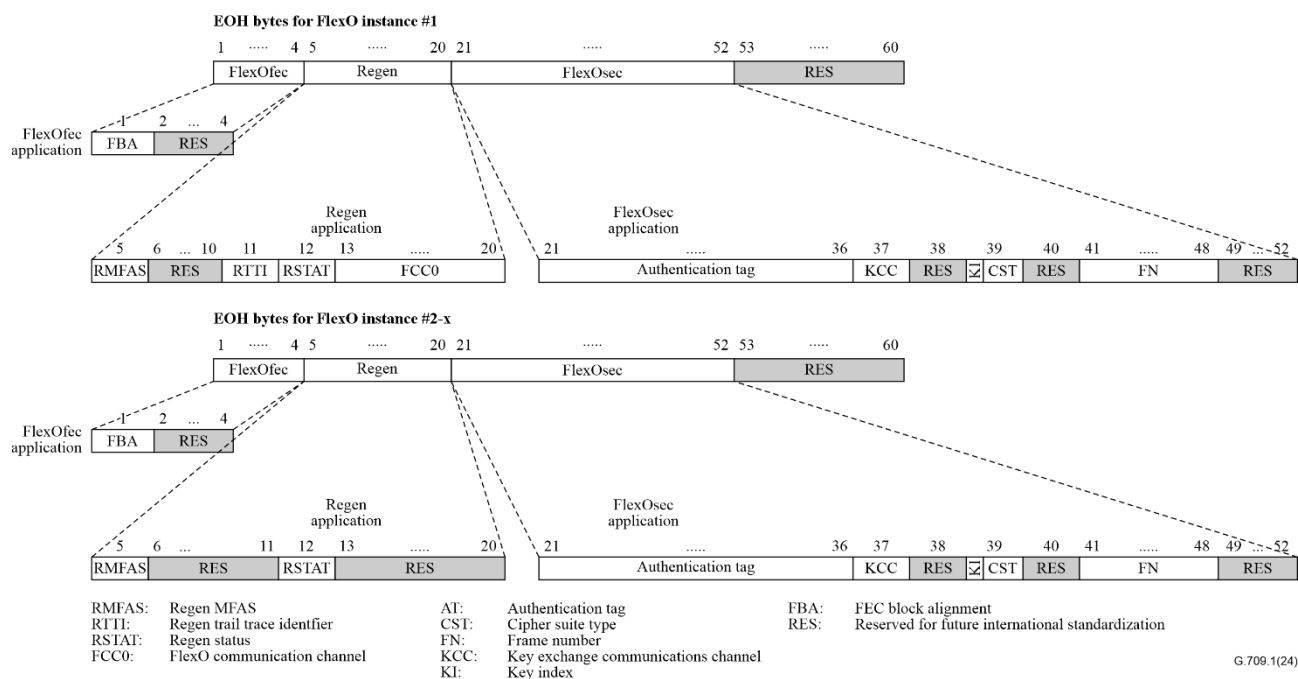 EOH bytes for FlexO instance #1
1 ..... 4 5 ..... 20 21 ..... 52 53 ..... 60
FlexOfec Regen FlexOsec RES
FlexOfec
application
1 2 ... 4
FBA RES
Regen
application
FlexOsec
application
5 6 ... 10 11 12 13 ..... 20 21 ..... 36 37 38 39 40 41 ..... 48 49 ... 52
RMFAS RES RTTI RSTAT FCC0 Authentication tag KCC RES KI CST RES FN RES
EOH bytes for FlexO instance #2-x
1 ..... 4 5 ..... 20 21 ..... 52 53 ..... 60
FlexOfec Regen FlexOsec RES
FlexOfec
application
1 2 ... 4
FBA RES
Regen
application
FlexOsec
application
5 6 ... 11 12 13 ..... 20 21 ..... 36 37 38 39 40 41 ..... 48 49 ... 52
RMFAS RES RSTAT RES Authentication tag KCC RES KI CST RES FN RES
RMFAS: Regen MFAS
RTTI: Regen trail trace identfier
RSTAT: Regen status
FCC0: FlexO communication channel
AT: Authentication tag
CST: Cipher suite type
FN: Frame number
KCC: Key exchange communications channel
KI: Key index
FBA: FEC block alignment
RES: Reserved for future international standardization
G.709.1(24)